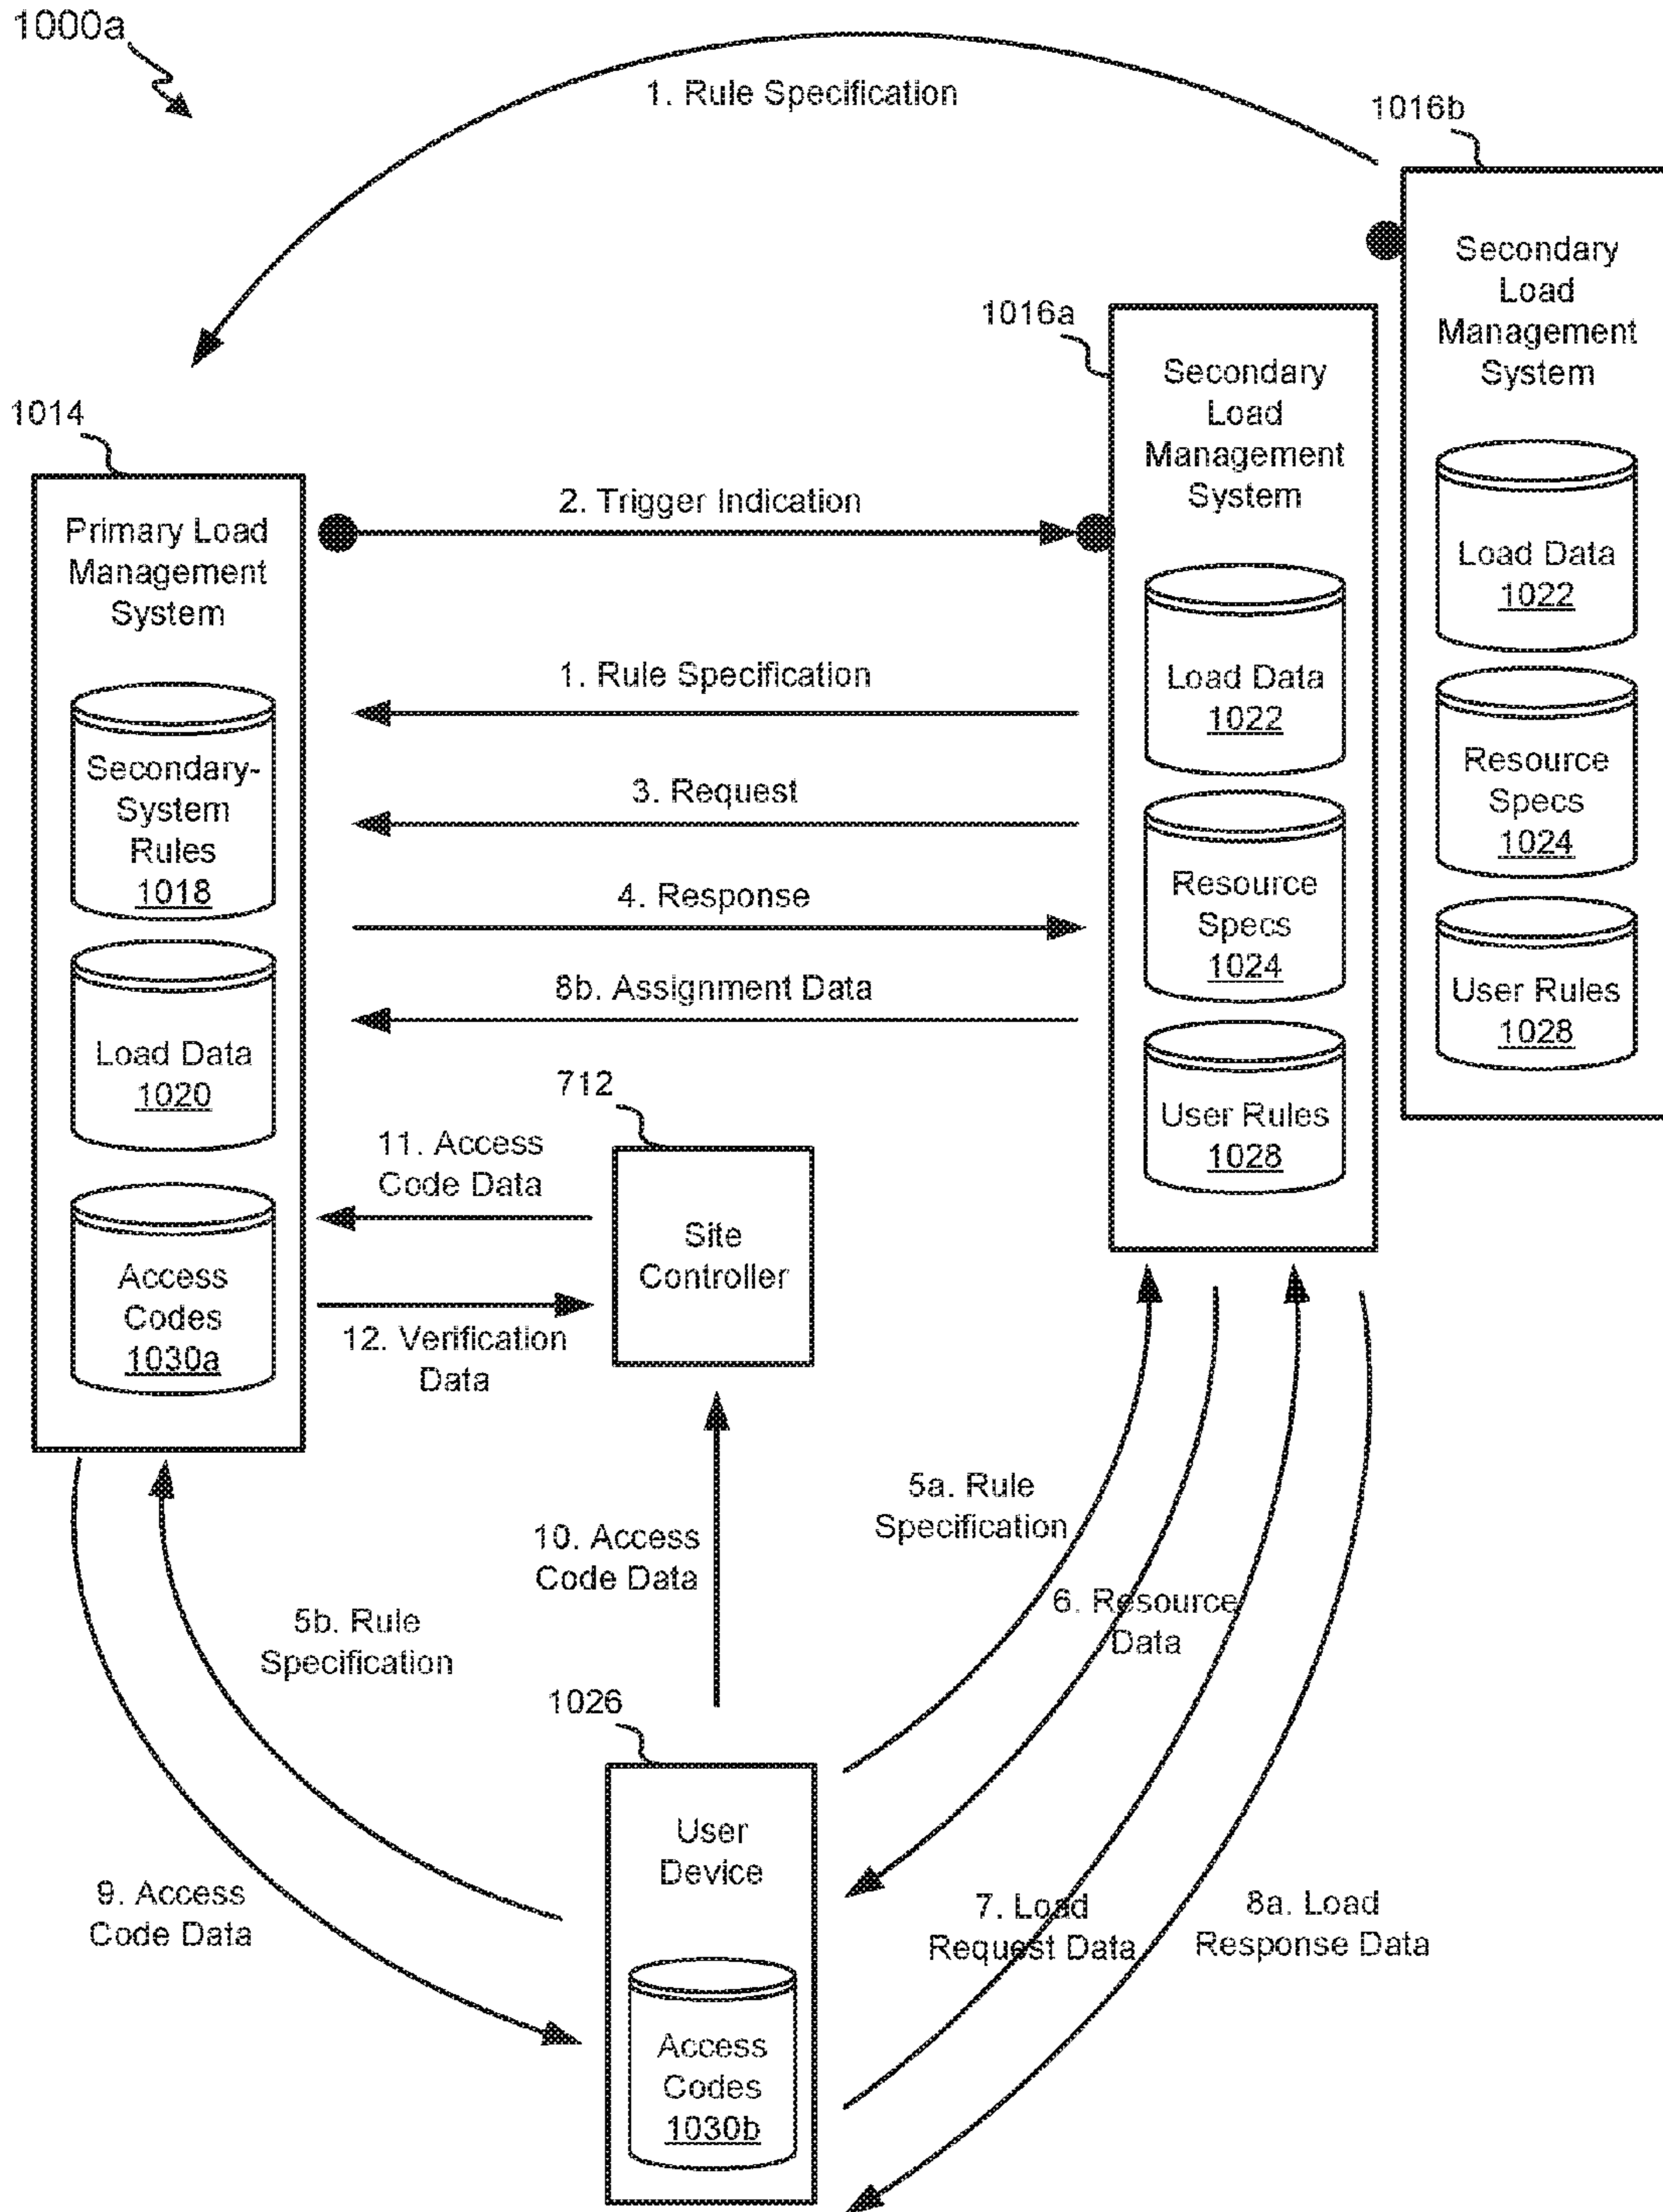 1000a
1. Rule Specification
1016b
Secondary
Load
Management
System
Load Data
1022
Resource
Specs
1024
User Rules
1028
1016a
Secondary
Load
Management
System
Load Data
1022
Resource
Specs
1024
User Rules
1028
1014
Primary Load
Management
System
Secondary-
System
Rules
1018
Load Data
1020
Access
Codes
1030a
2. Trigger Indication
1. Rule Specification
3. Request
4. Response
8b. Assignment Data
712
Site
Controller
11. Access
Code Data
12. Verification
Data
10. Access
Code Data
5a. Rule
Specification
6. Resource
Data
5b. Rule
Specification
1026
User
Device
Access
Codes
1030b
9. Access
Code Data
7. Load
Request Data
8a. Load
Response Data